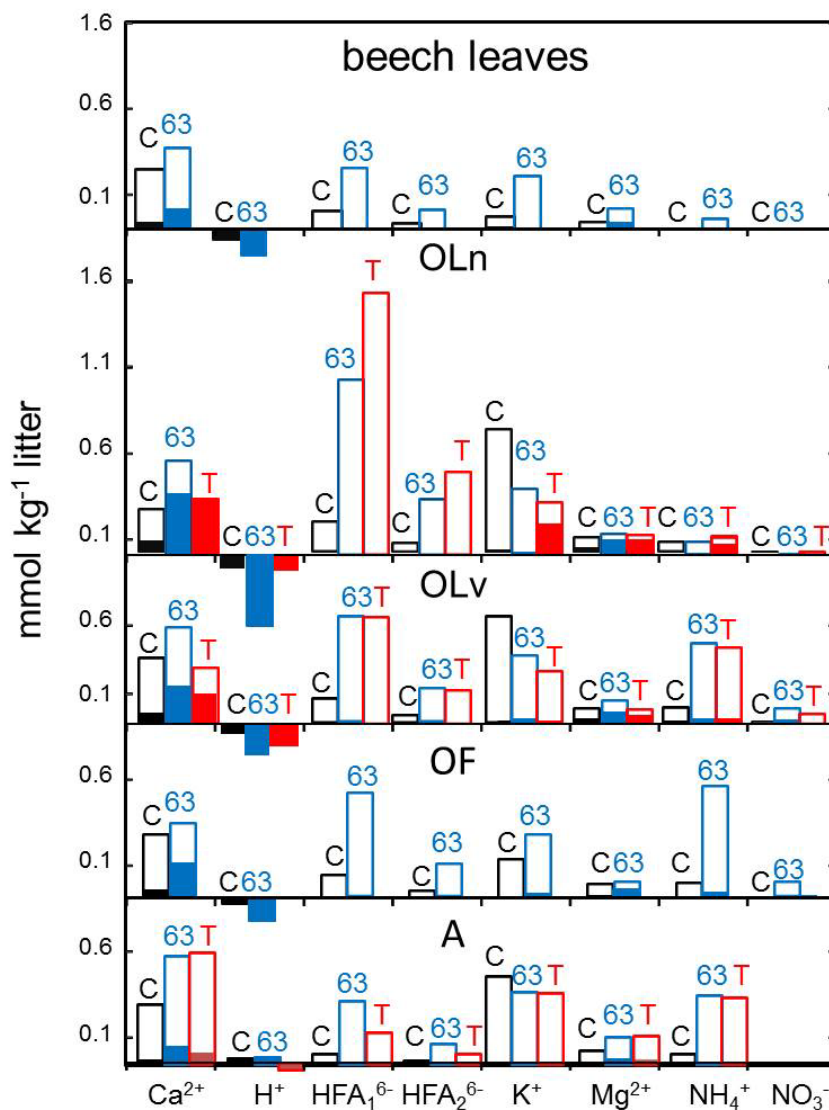 1.6
beech leaves
0.6
C 63 C 63 C 63 C 63 C 63 C 63 C 63 C 63
0.1
OLn
1.6
1.1
0.6
C 63 T C 63 T C 63 T C 63 T C 63 T C 63 T C 63 T C 63 T
0.1
OLv
0.6
C 63 T C 63 T C 63 T C 63 T C 63 T C 63 T C 63 T C 63 T
0.1
OF
0.6
C 63 C 63 C 63 C 63 C 63 C 63 C 63 C 63
0.1
A
0.6
C 63 T C 63 C 63 T C 63 T C 63 T C 63 T C 63 T
0.1
mmol kg⁻¹ litter
Ca²⁺ H⁺ HFA₁⁶⁻ HFA₂⁶⁻ K⁺ Mg²⁺ NH₄⁺ NO₃⁻